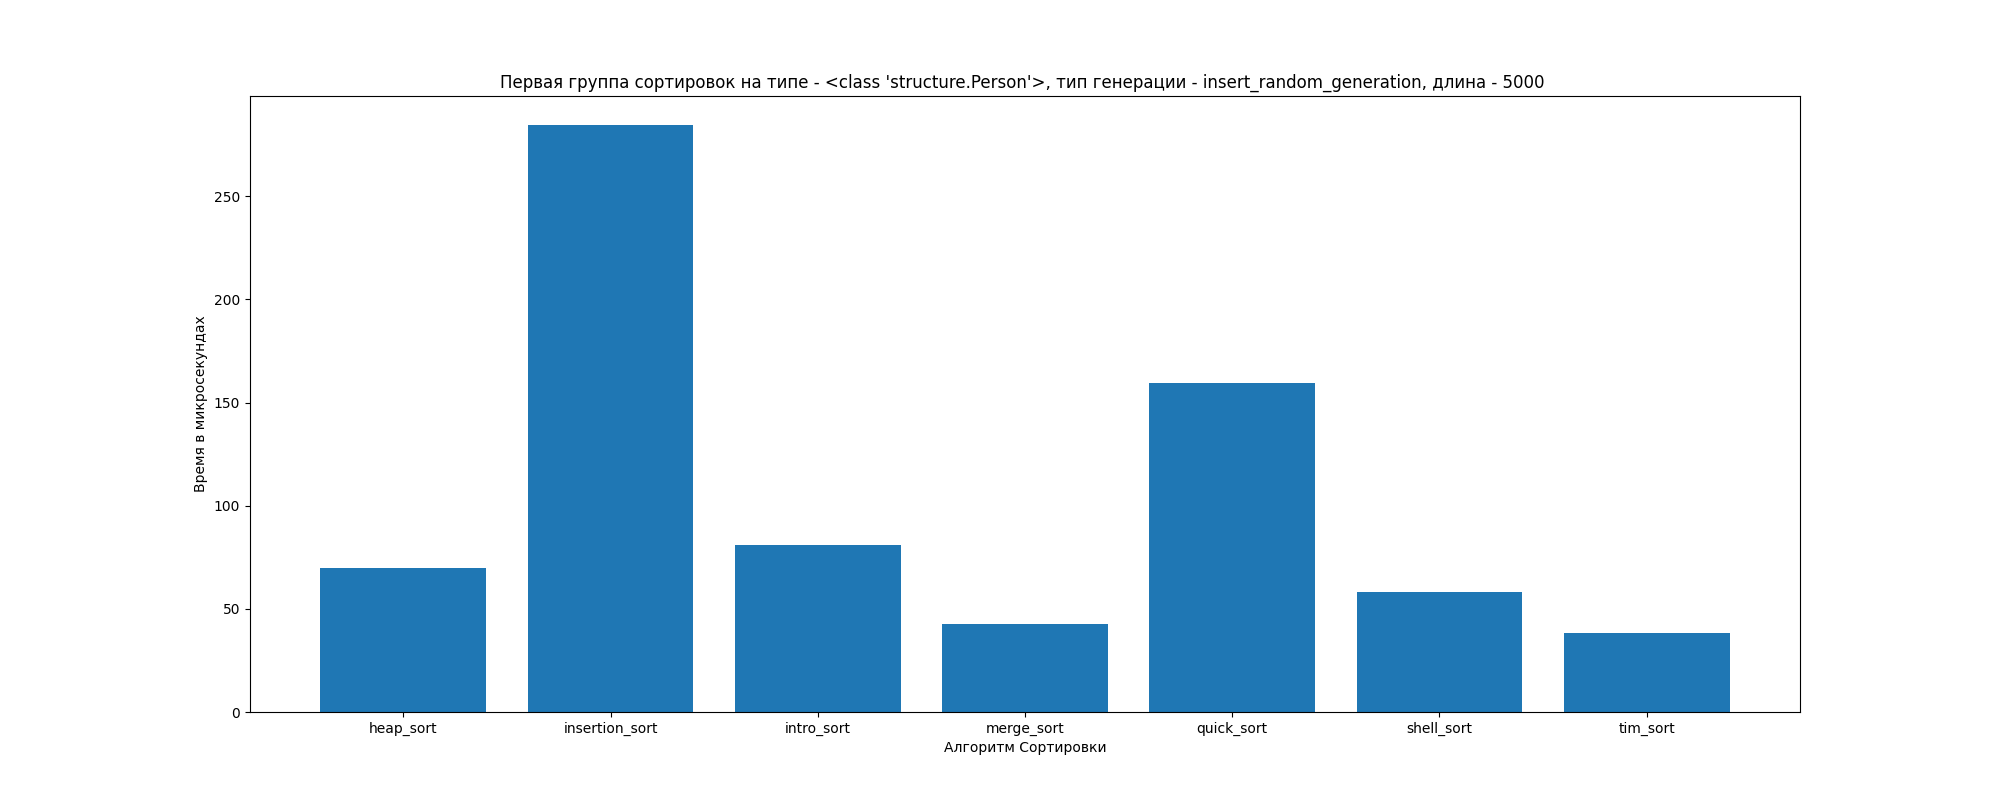 Первая группа сортировок на типе - <class 'structure.Person'>, тип генерации - insert_random_generation, длина - 5000
Время в микросекундах
250
200
150
100
50
0
heap_sort insertion_sort intro_sort merge_sort quick_sort shell_sort tim_sort
Алгоритм Сортировки